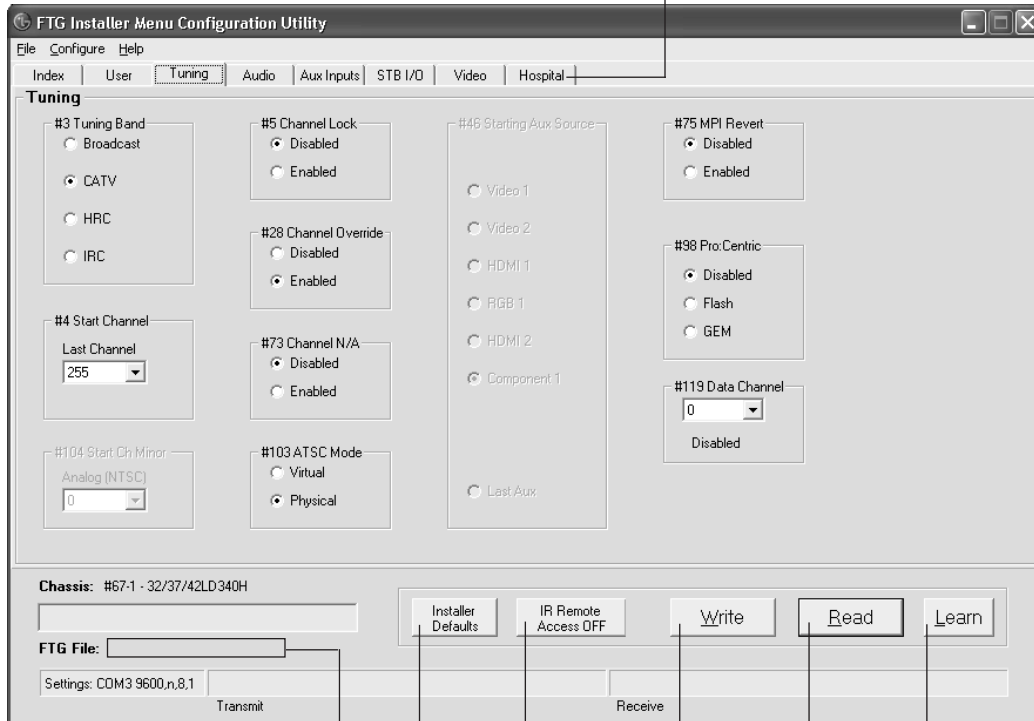 FTG Installer Menu Configuration Utility
File Configure Help
Index User Tuning Audio Aux Inputs STB I/O Video Hospital
Tuning
#3 Tuning Band
Broadcast
CATV
HRC
IRC
#4 Start Channel
Last Channel
255
#104 Start Ch Minor
Analog (NTSC)
0
#5 Channel Lock
Disabled
Enabled
#28 Channel Override
Disabled
Enabled
#73 Channel N/A
Disabled
Enabled
#103 ATSC Mode
Virtual
Physical
#46 Starting Aux Source
Video 1
Video 2
HDMI 1
RGB 1
HDMI 2
Component 1
Last Aux
#75 MPI Revert
Disabled
Enabled
#98 Pro:Centric
Disabled
Flash
GEM
#119 Data Channel
0
Disabled
Chassis: #67-1 - 32/37/42LD340H
FTG File:
Installer
Defaults
IR Remote
Access OFF
Write
Read
Learn
Settings: COM3 9600,n,8,1
Transmit
Receive